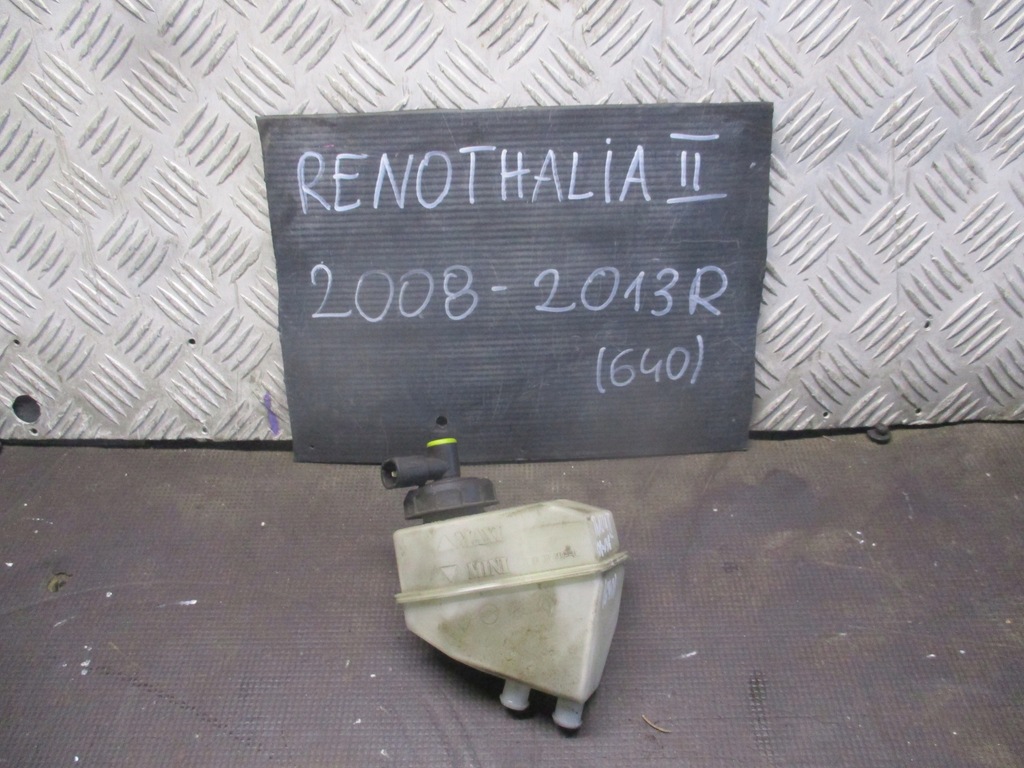 RENOTHALiA II
2008-2013R
(640)
MAX
MIN